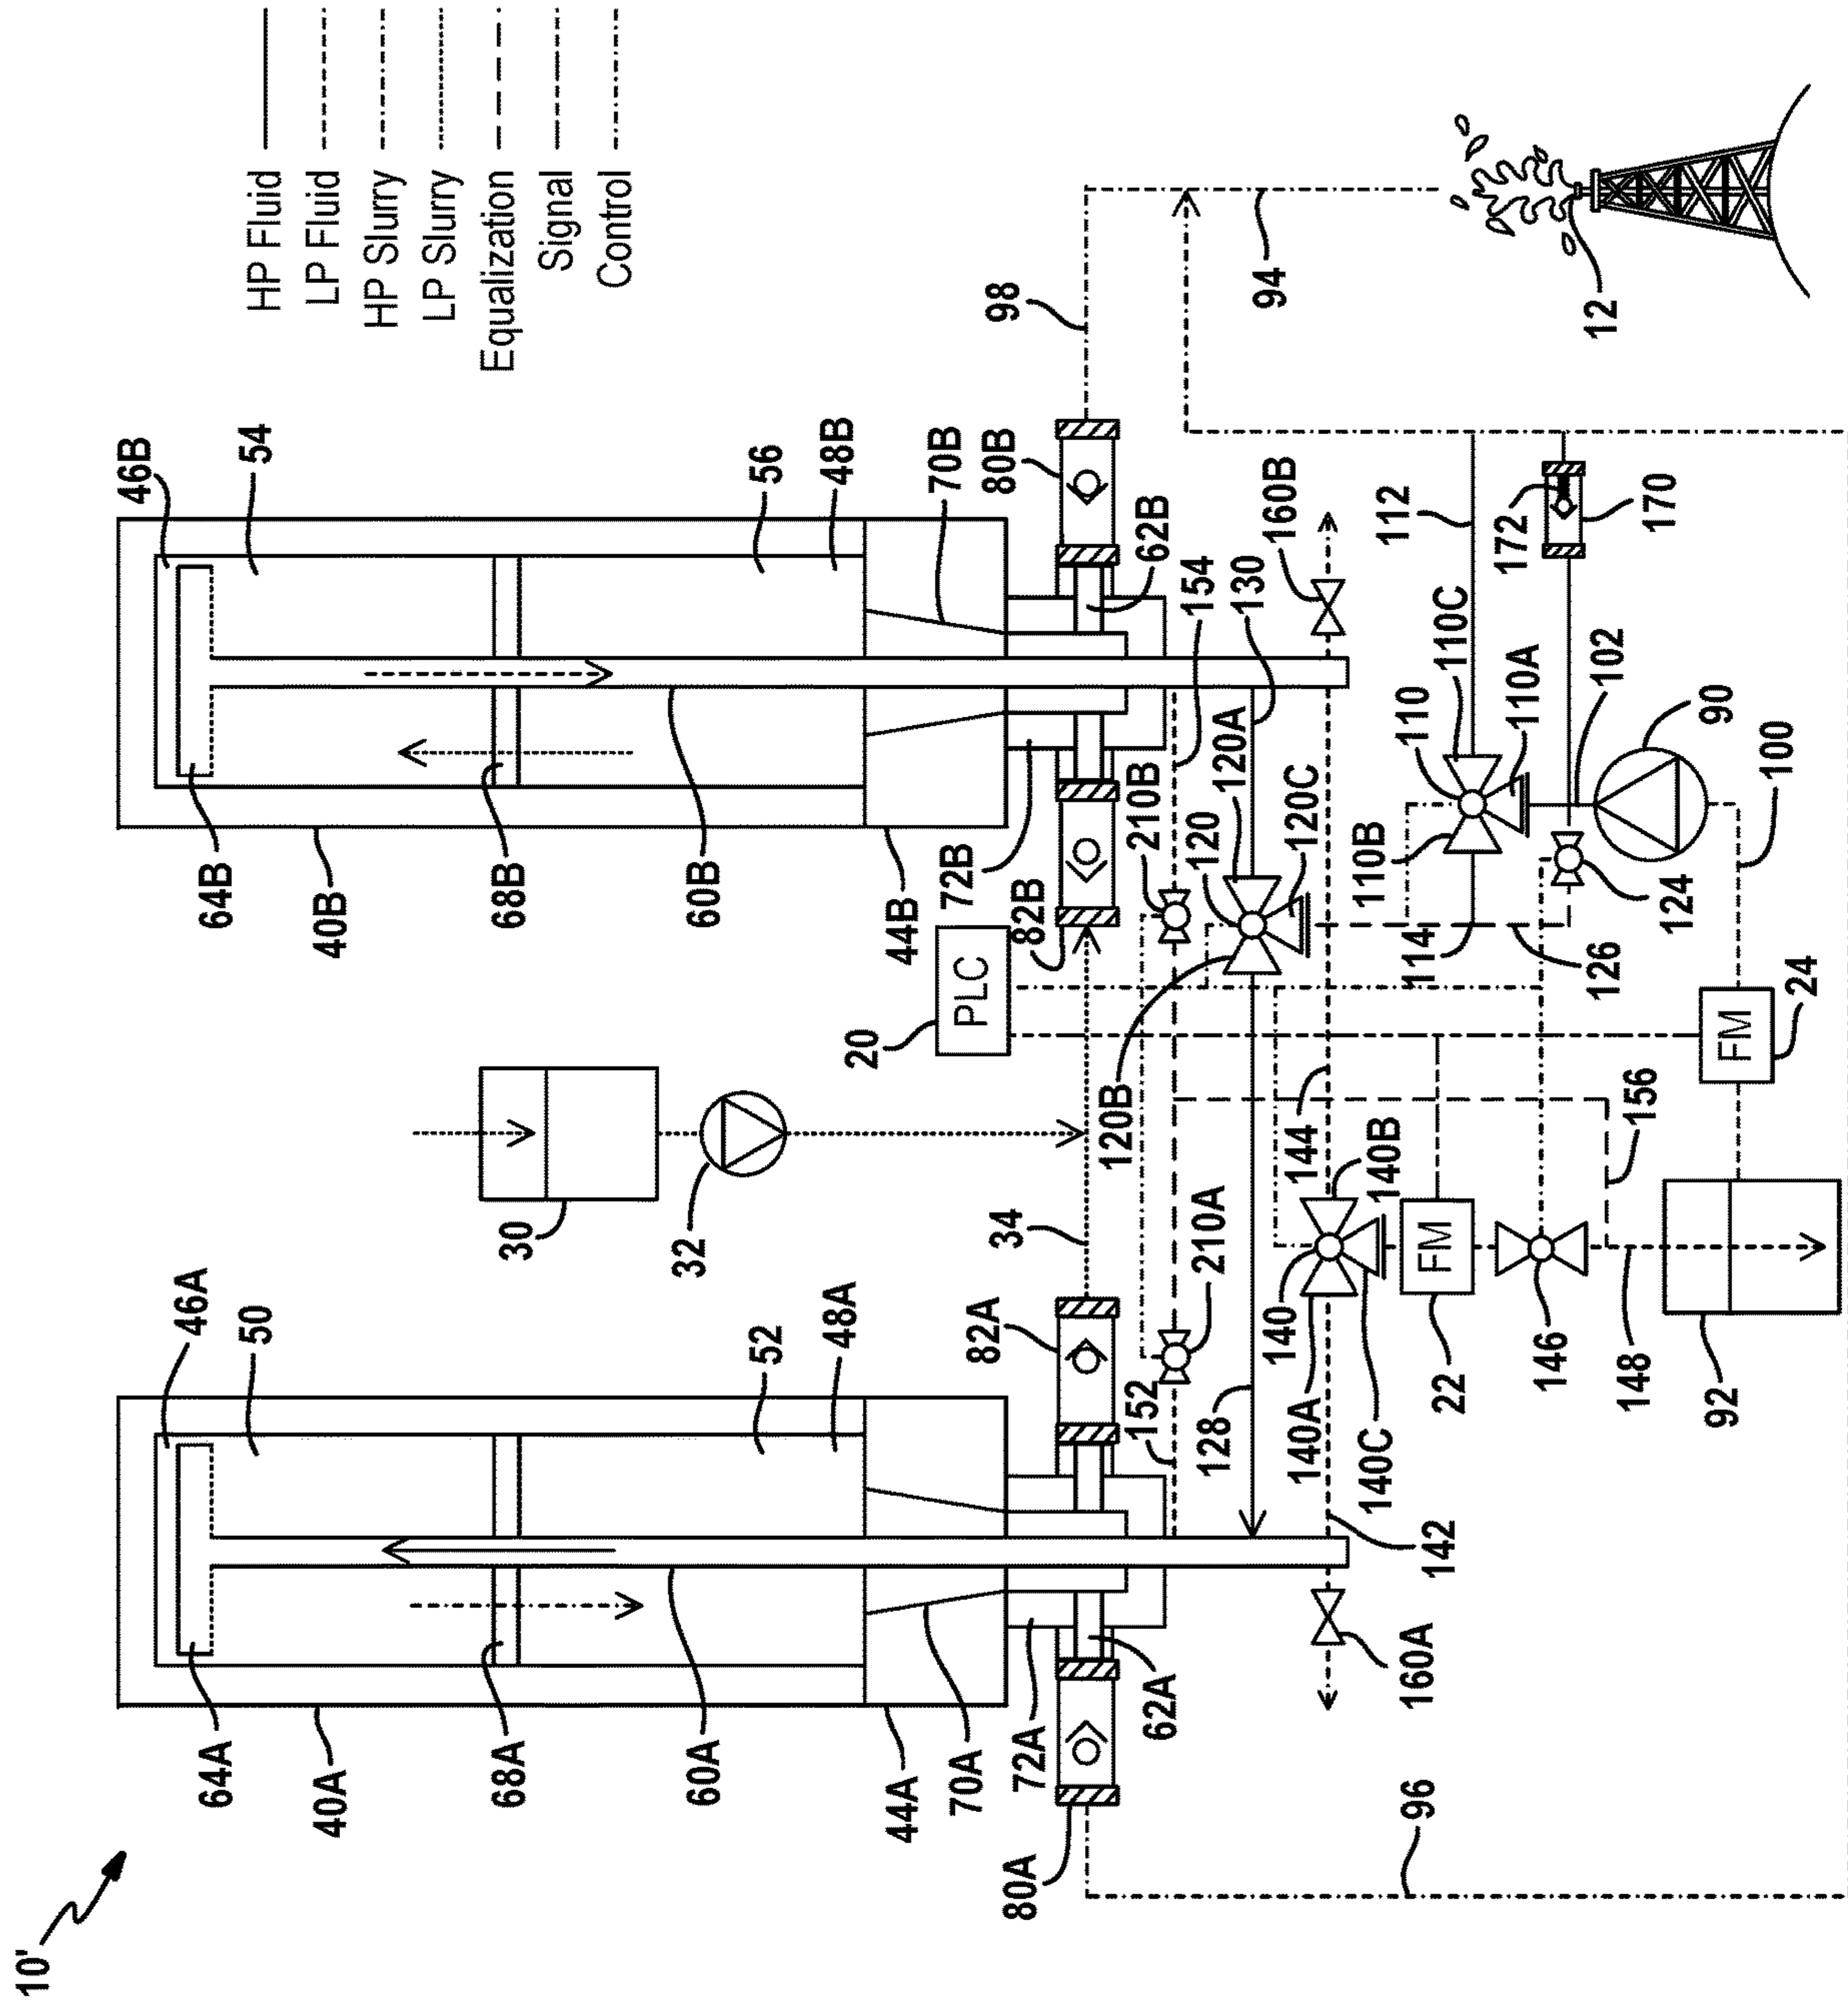 10'
HP Fluid
LP Fluid
HP Slurry
LP Slurry
Equalization
Signal
Control
46B
54
56
48B
70B
80B
98
94
12
64B
40B
68B
60B
44B
72B
82B
62B
210B
154
120
120A
130
120C
160B
112
172
170
110
110C
110A
110B
102
90
100
124
114
126
24
FM
PLC
20
30
32
34
120B
144
156
46A
50
52
48A
82A
152
210A
128
140
140A
140B
140C
FM
22
146
148
92
64A
40A
68A
60A
44A
70A
72A
62A
80A
142
160A
96